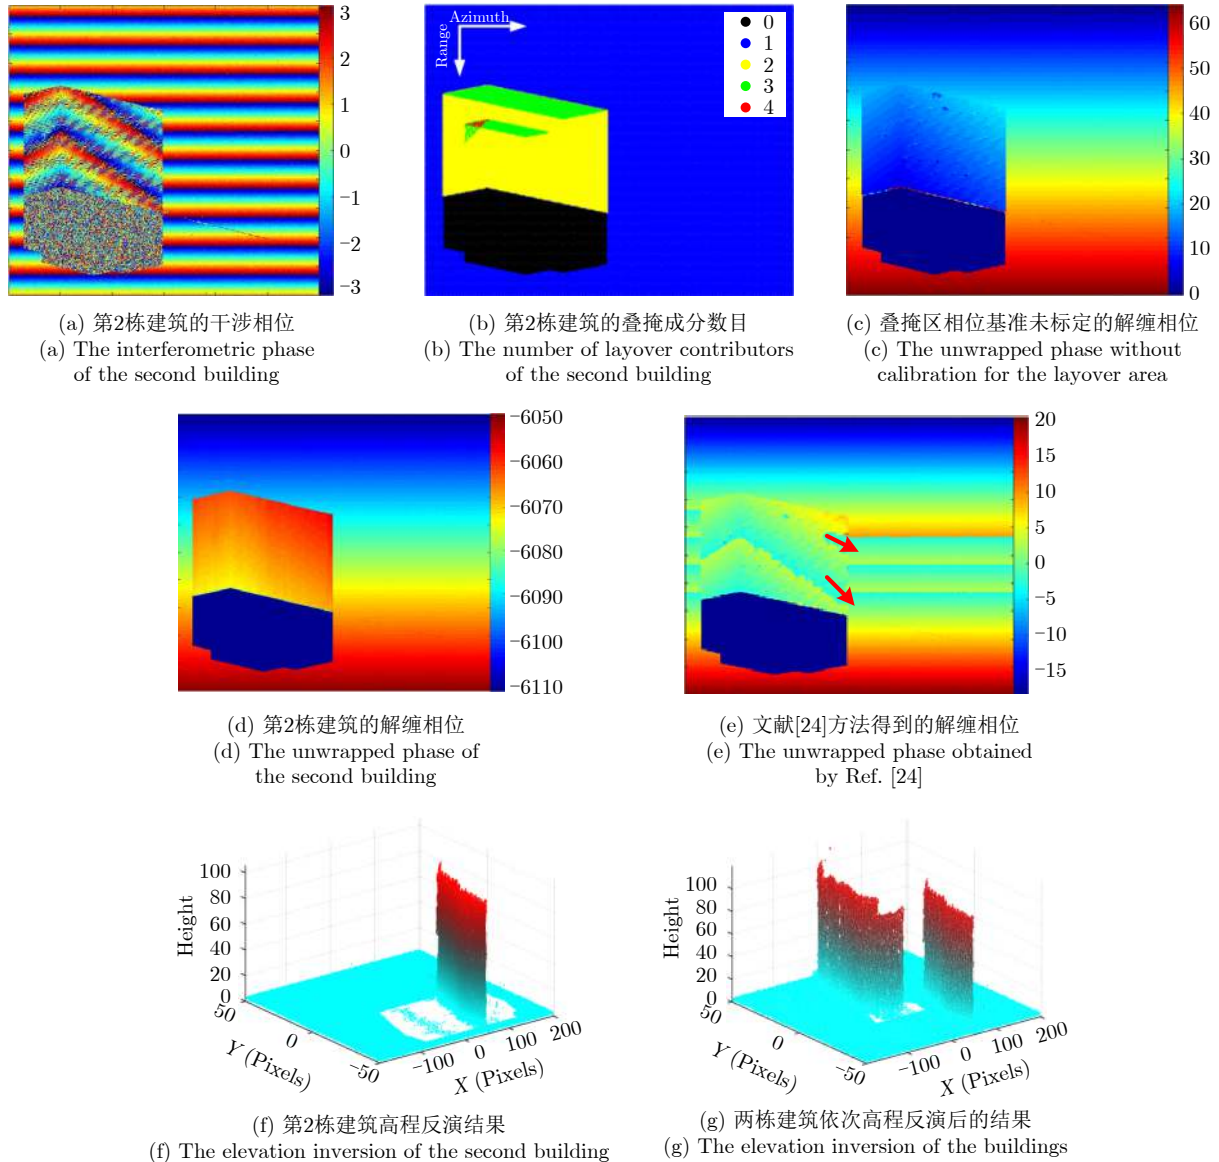 3
2
1
0
−1
−2
−3
Azimuth
Range
0
1
2
3
4
60
50
40
30
20
10
0
(a) 第2栋建筑的干涉相位
(a) The interferometric phase
of the second building
(b) 第2栋建筑的叠掩成分数目
(b) The number of layover contributors
of the second building
(c) 叠掩区相位基准未标定的解缠相位
(c) The unwrapped phase without
calibration for the layover area
−6050
−6060
−6070
−6080
−6090
−6100
−6110
20
15
10
5
0
−5
−10
−15
(d) 第2栋建筑的解缠相位
(d) The unwrapped phase of
the second building
(e) 文献[24]方法得到的解缠相位
(e) The unwrapped phase obtained
by Ref. [24]
100
80
60
40
20
0
Height
50
0
−50
Y (Pixels)
−100
0
100
200
X (Pixels)
100
80
60
40
20
0
Height
50
0
−50
Y (Pixels)
−100
0
100
200
X (Pixels)
(f) 第2栋建筑高程反演结果
(f) The elevation inversion of the second building
(g) 两栋建筑依次高程反演后的结果
(g) The elevation inversion of the buildings